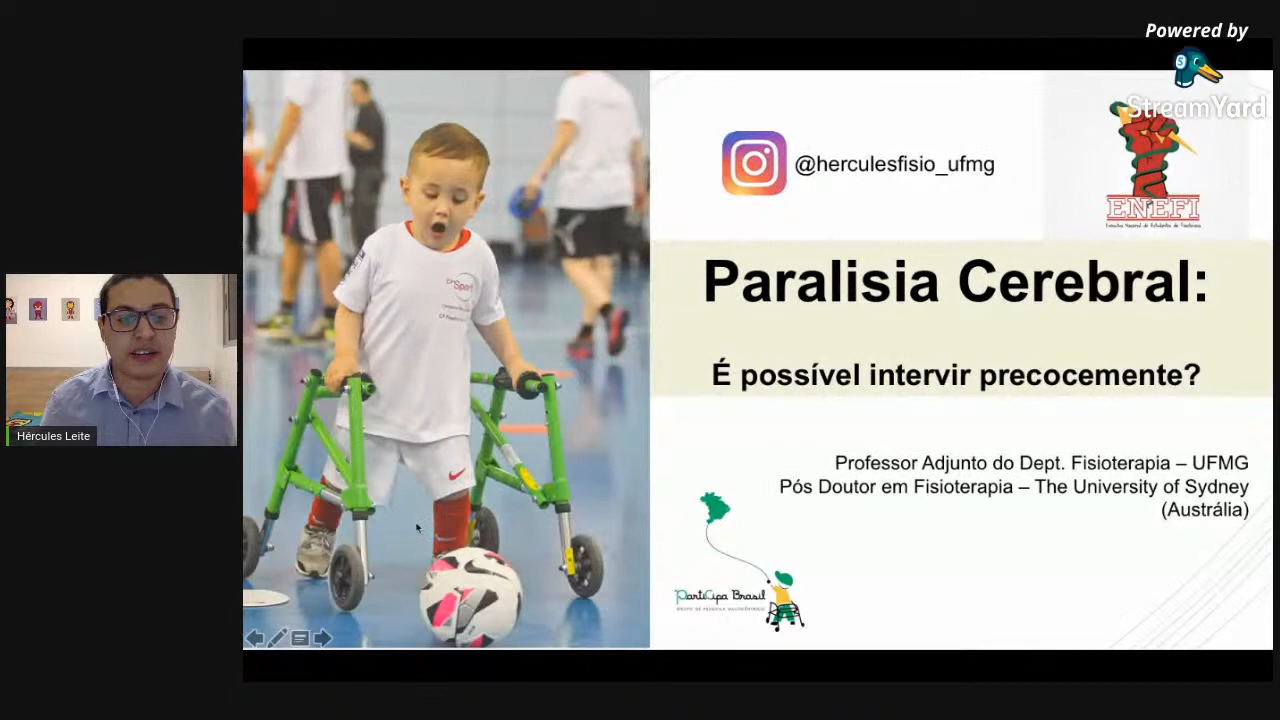 Powered by
StreamYard
@herculesfisio_ufmg
ENEFI
Paralisia Cerebral:
É possível intervir precocemente?
Hércules Leite
Professor Adjunto do Dept. Fisioterapia – UFMG
Pós Doutor em Fisioterapia – The University of Sydney
(Austrália)
PartiCipa Brasil